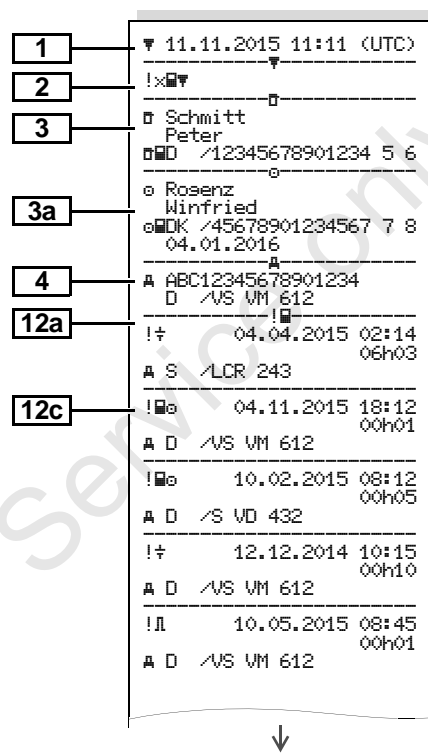 1
▼ 11.11.2015 11:11 (UTC)
2
!×▼
3
Schmitt
Peter
D /12345678901234 5 6
3a
Rogenz
Winfried
DK /45678901234567 7 8
04.01.2016
4
ABC12345678901234
D /VS VM 612
12a
! 04.04.2015 02:14
06h03
S /LCR 243
12c
! 04.11.2015 18:12
00h01
D /VS VM 612
! 10.02.2015 08:12
00h05
D /S VD 432
! 12.12.2014 10:15
00h10
D /VS VM 612
! 10.05.2015 08:45
00h01
D /VS VM 612
Service only